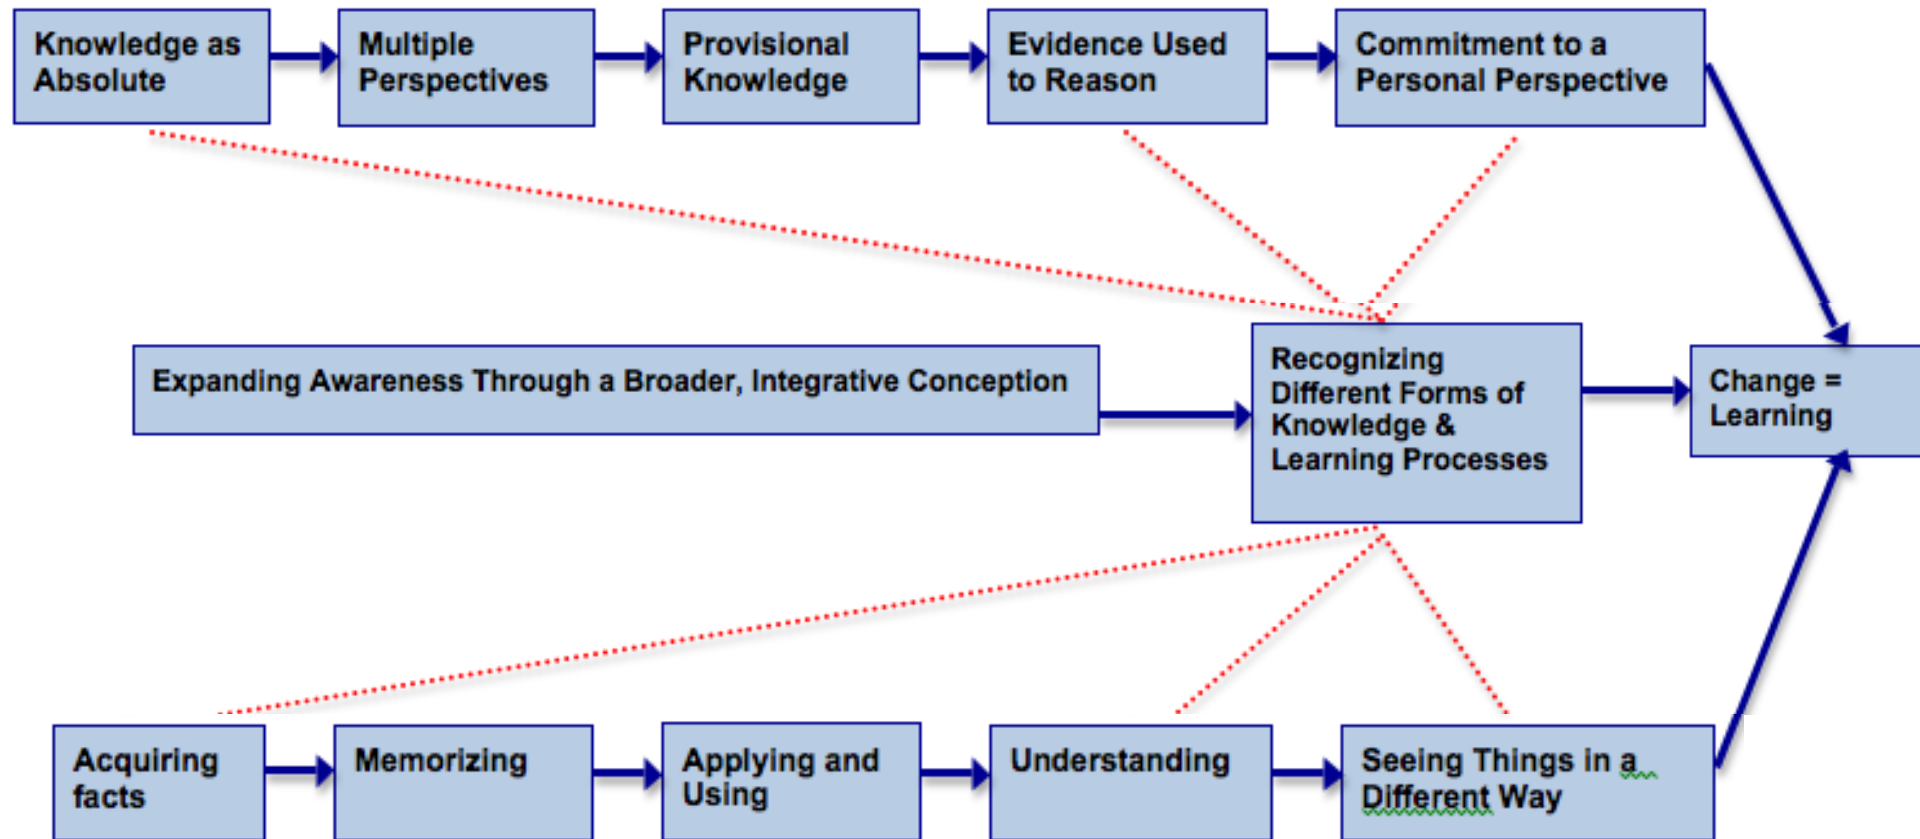 Knowledge as
Absolute
Multiple
Perspectives
Provisional
Knowledge
Evidence Used
to Reason
Commitment to a
Personal Perspective
Expanding Awareness Through a Broader, Integrative Conception
Recognizing
Different Forms of
Knowledge &
Learning Processes
Change =
Learning
Acquiring
facts
Memorizing
Applying and
Using
Understanding
Seeing Things in a
Different Way